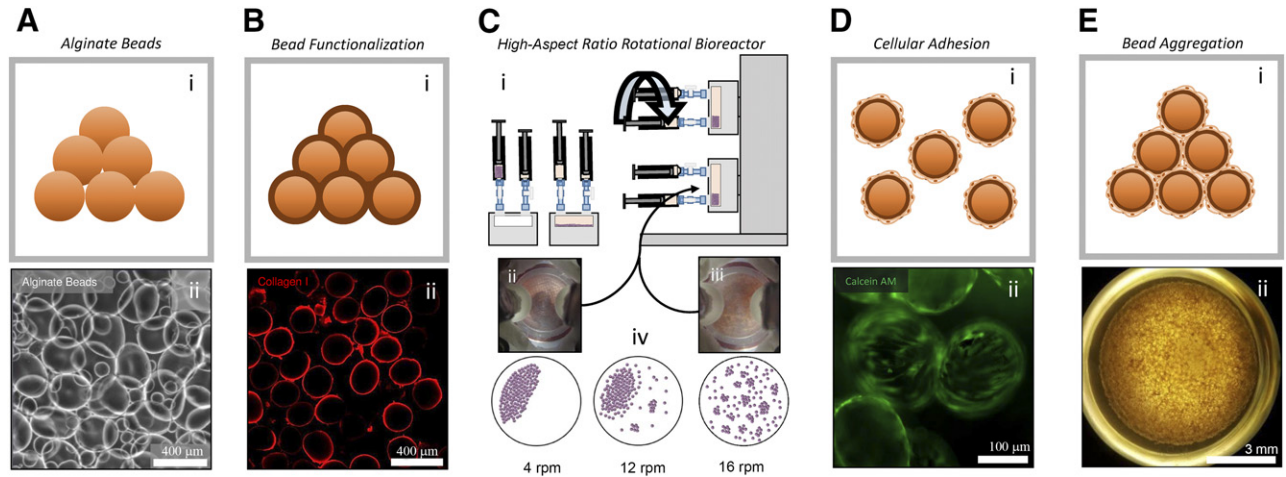 A
Alginate Beads
i
Alginate Beads
ii
400 µm
B
Bead Functionalization
i
Collagen I
ii
400 µm
C
High-Aspect Ratio Rotational Bioreactor
i
ii
iii
iv
4 rpm
12 rpm
16 rpm
D
Cellular Adhesion
i
Calcein AM
ii
100 µm
E
Bead Aggregation
i
ii
3 mm